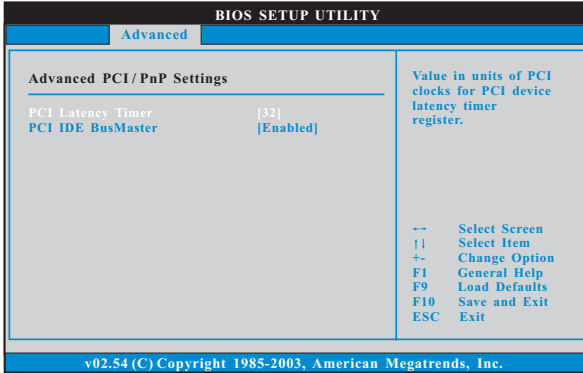 BIOS SETUP UTILITY
Advanced
Advanced PCI / PnP Settings
PCI Latency Timer [32]
PCI IDE BusMaster [Enabled]
Value in units of PCI
clocks for PCI device
latency timer
register.
←→ Select Screen
↑↓ Select Item
+- Change Option
F1 General Help
F9 Load Defaults
F10 Save and Exit
ESC Exit
v02.54 (C) Copyright 1985-2003, American Megatrends, Inc.